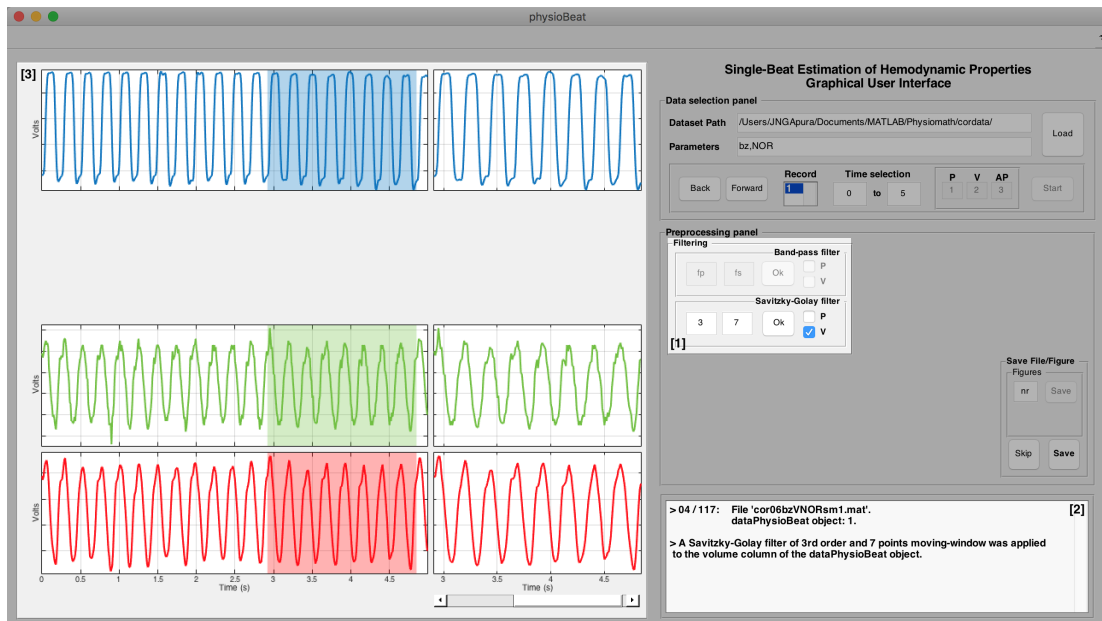 physioBeat
[3]
Volts
Volts
Volts
0 0.5 1 1.5 2 2.5 3 3.5 4 4.5
Time (s)
3 3.5 4 4.5
Time (s)
Single-Beat Estimation of Hemodynamic Properties
Graphical User Interface
Data selection panel
Dataset Path /Users/JNGApura/Documents/MATLAB/Physiomath/cordata/
Load
Parameters bz,NOR
Back Forward
Record
1
Time selection
0 to 5
P V AP
1 2 3
Start
Preprocessing panel
Filtering
Band-pass filter
fp fs Ok P
V
Savitzky-Golay filter
3 7 Ok P
V
[1]
Save File/Figure
Figures
nr Save
Skip Save
> 04 / 117: File 'cor06bzVNORsm1.mat'.
dataPhysioBeat object: 1.
[2]
> A Savitzky-Golay filter of 3rd order and 7 points moving-window was applied
to the volume column of the dataPhysioBeat object.